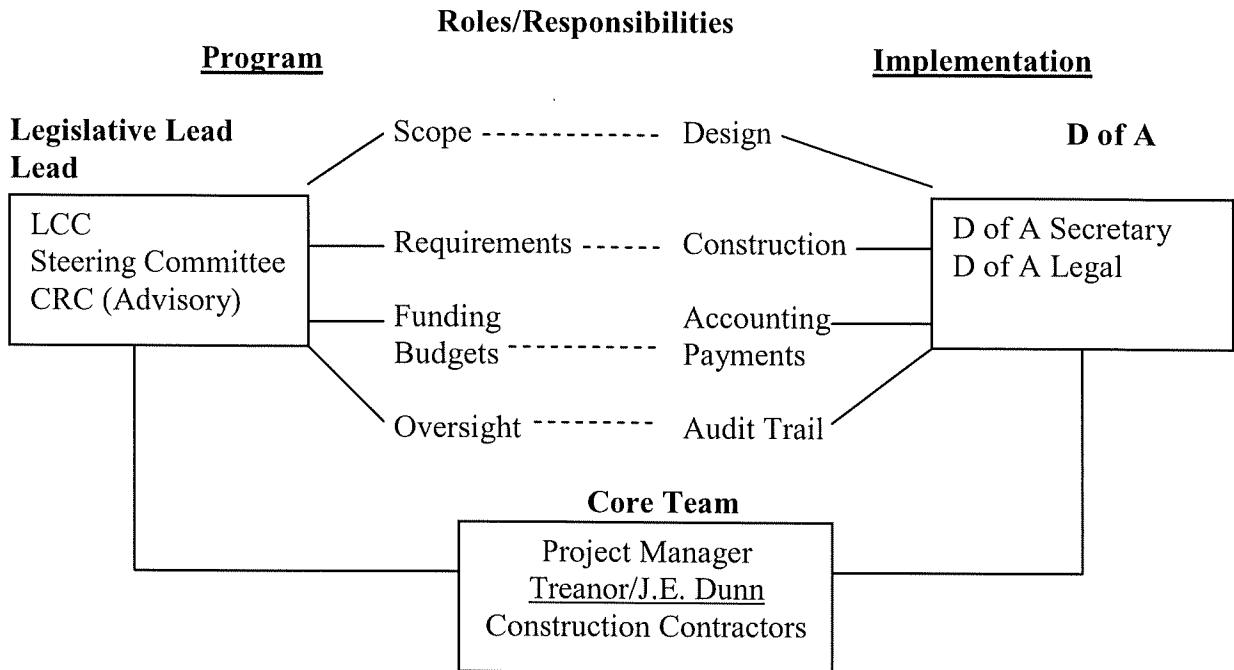 Roles/Responsibilities
Program
Implementation
Legislative Lead
Lead
D of A
Scope
Design
LCC
Steering Committee
CRC (Advisory)
Requirements
Construction
D of A Secretary
D of A Legal
Funding
Budgets
Accounting
Payments
Oversight
Audit Trail
Core Team
Project Manager
Treanor/J.E. Dunn
Construction Contractors